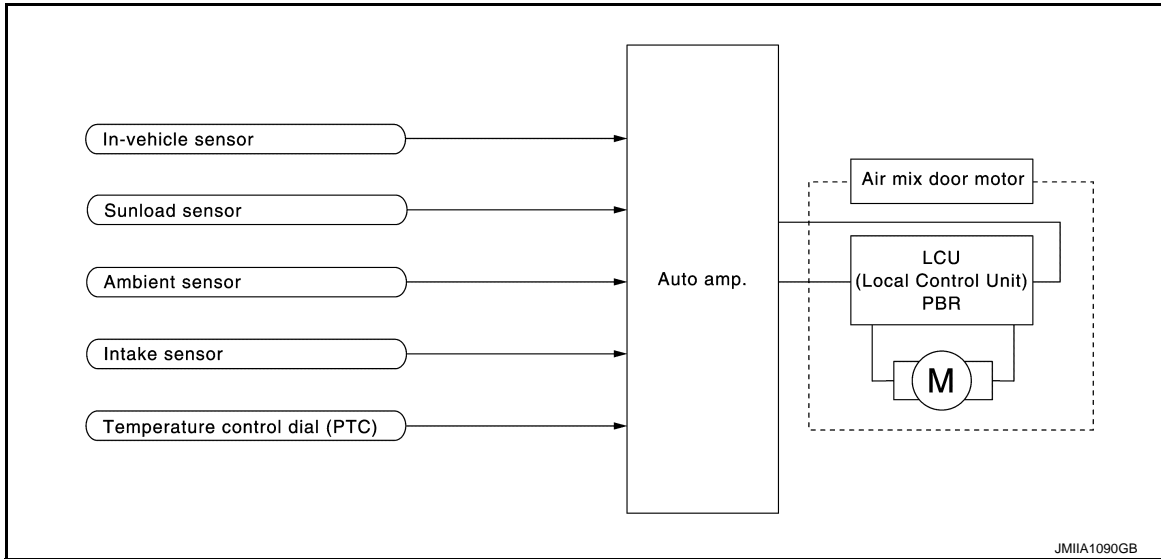 In-vehicle sensor
Sunload sensor
Ambient sensor
Intake sensor
Temperature control dial (PTC)
Auto amp.
Air mix door motor
LCU
(Local Control Unit)
PBR
M
JMIIA1090GB